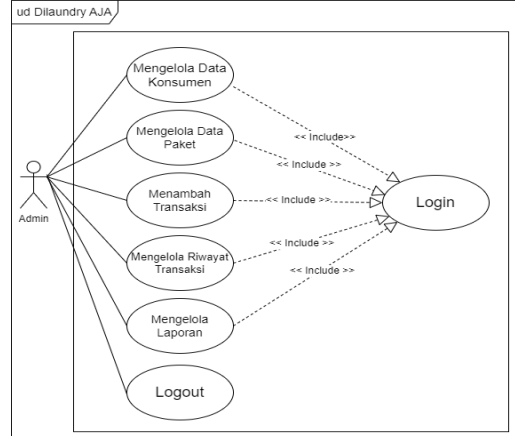 ud Dilaundry AJA
Mengelola Data
Konsumen
<< Include>>
Mengelola Data
Paket
<< Include >>
Admin
Menambah
Transaksi
<< Include >>
Login
Mengelola Riwayat
Transaksi
<< Include >>
Mengelola
Laporan
<< Include >>
Logout